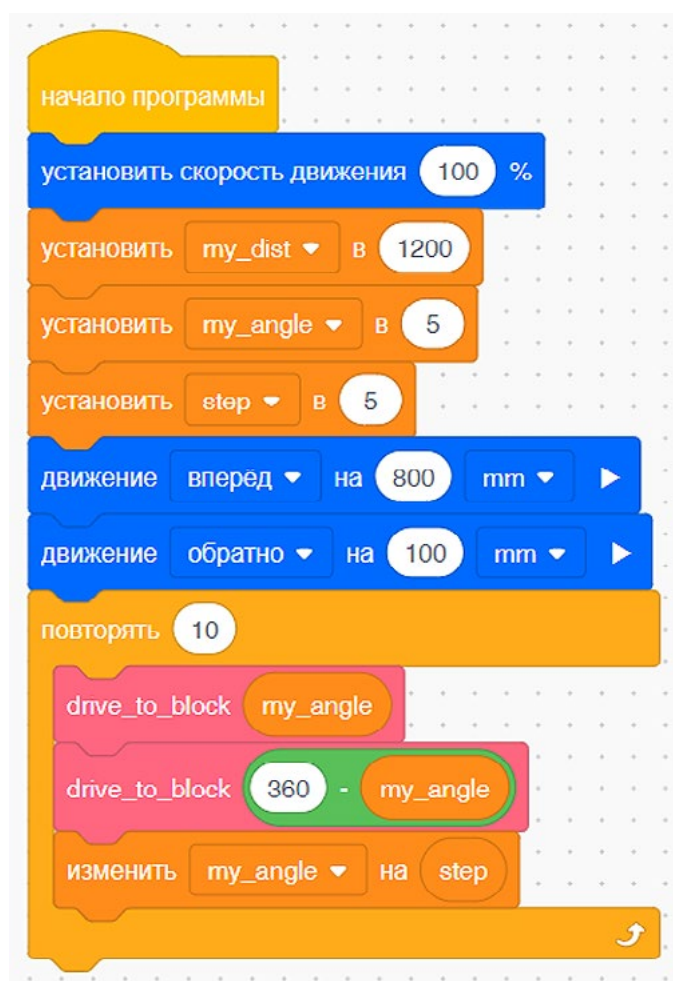 начало программы
установить скорость движения 100 %
установить my_dist в 1200
установить my_angle в 5
установить step в 5
движение вперёд на 800 mm
движение обратно на 100 mm
повторять 10
drive_to_block my_angle
drive_to_block 360 - my_angle
изменить my_angle на step